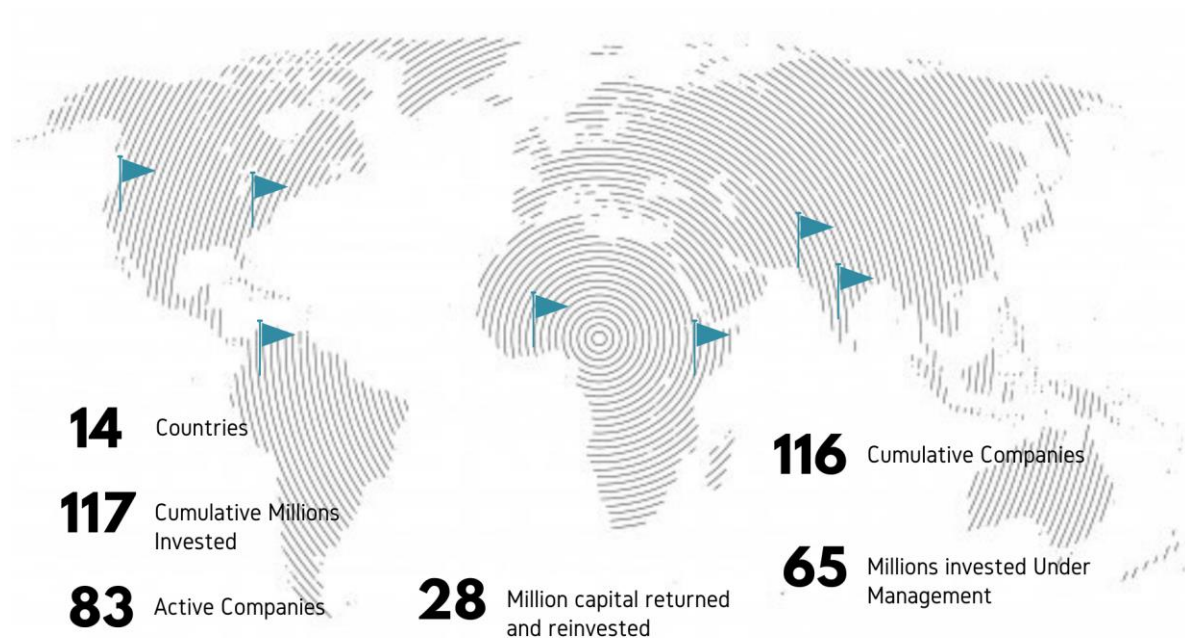 14 Countries
116 Cumulative Companies
117 Cumulative Millions
Invested
65 Millions invested Under
Management
83 Active Companies
28 Million capital returned
and reinvested